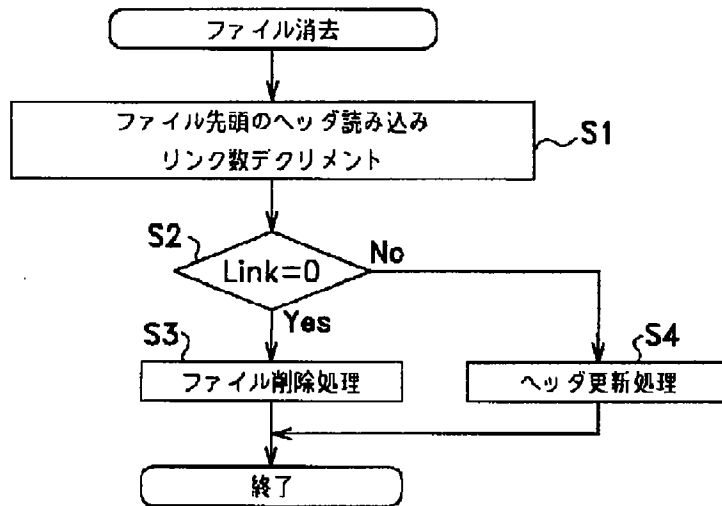 ファイル消去
ファイル先頭のヘッダ読み込み
リンク数デクリメント
S1
S2
Link=0
No
Yes
S3
ファイル削除処理
S4
ヘッダ更新処理
終了